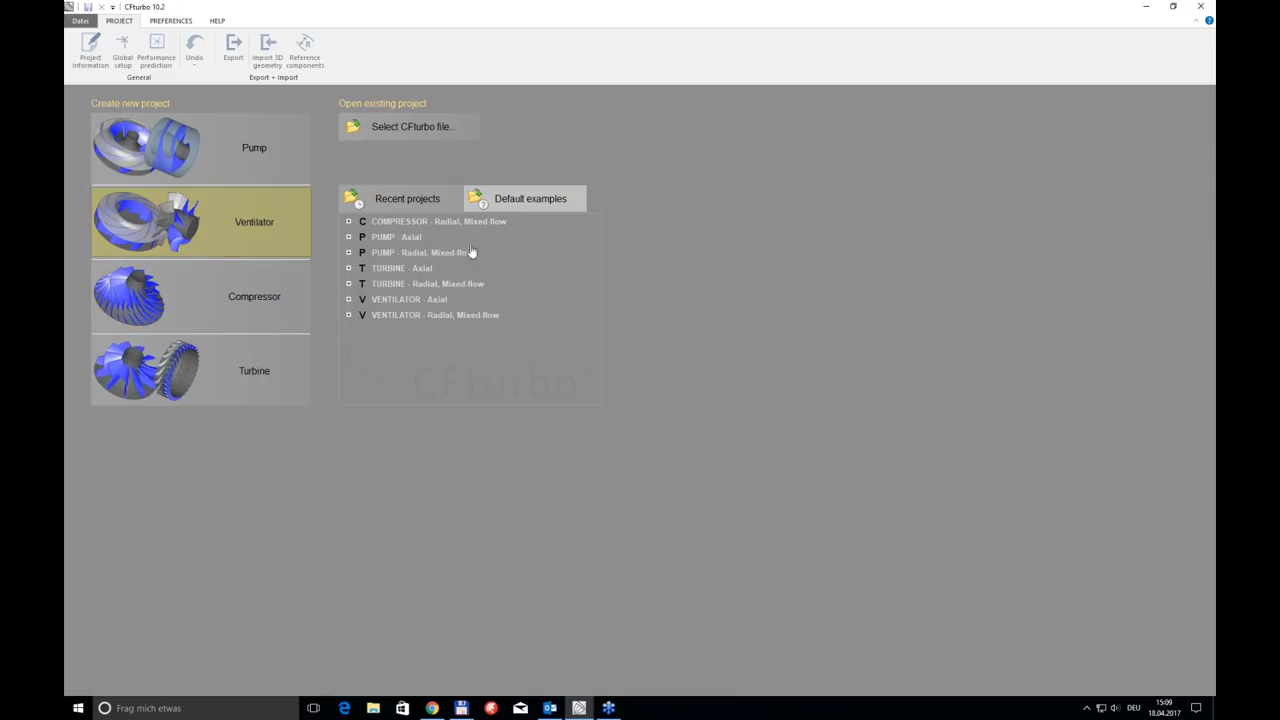 CFturbo 10.2
Datei
PROJECT
PREFERENCES
HELP
Project information
Global setup
Performance prediction
Undo
Export
Import 3D geometry
Reference components
General
Export + Import
Create new project
Open existing project
Pump
Select CFturbo file...
Recent projects
Default examples
Ventilator
C COMPRESSOR - Radial, Mixed-flow
P PUMP - Axial
P PUMP - Radial, Mixed-flow
T TURBINE - Axial
T TURBINE - Radial, Mixed-flow
V VENTILATOR - Axial
V VENTILATOR - Radial, Mixed-flow
Compressor
Turbine
CFturbo
Frag mich etwas
DEU
15:09
18.04.2017